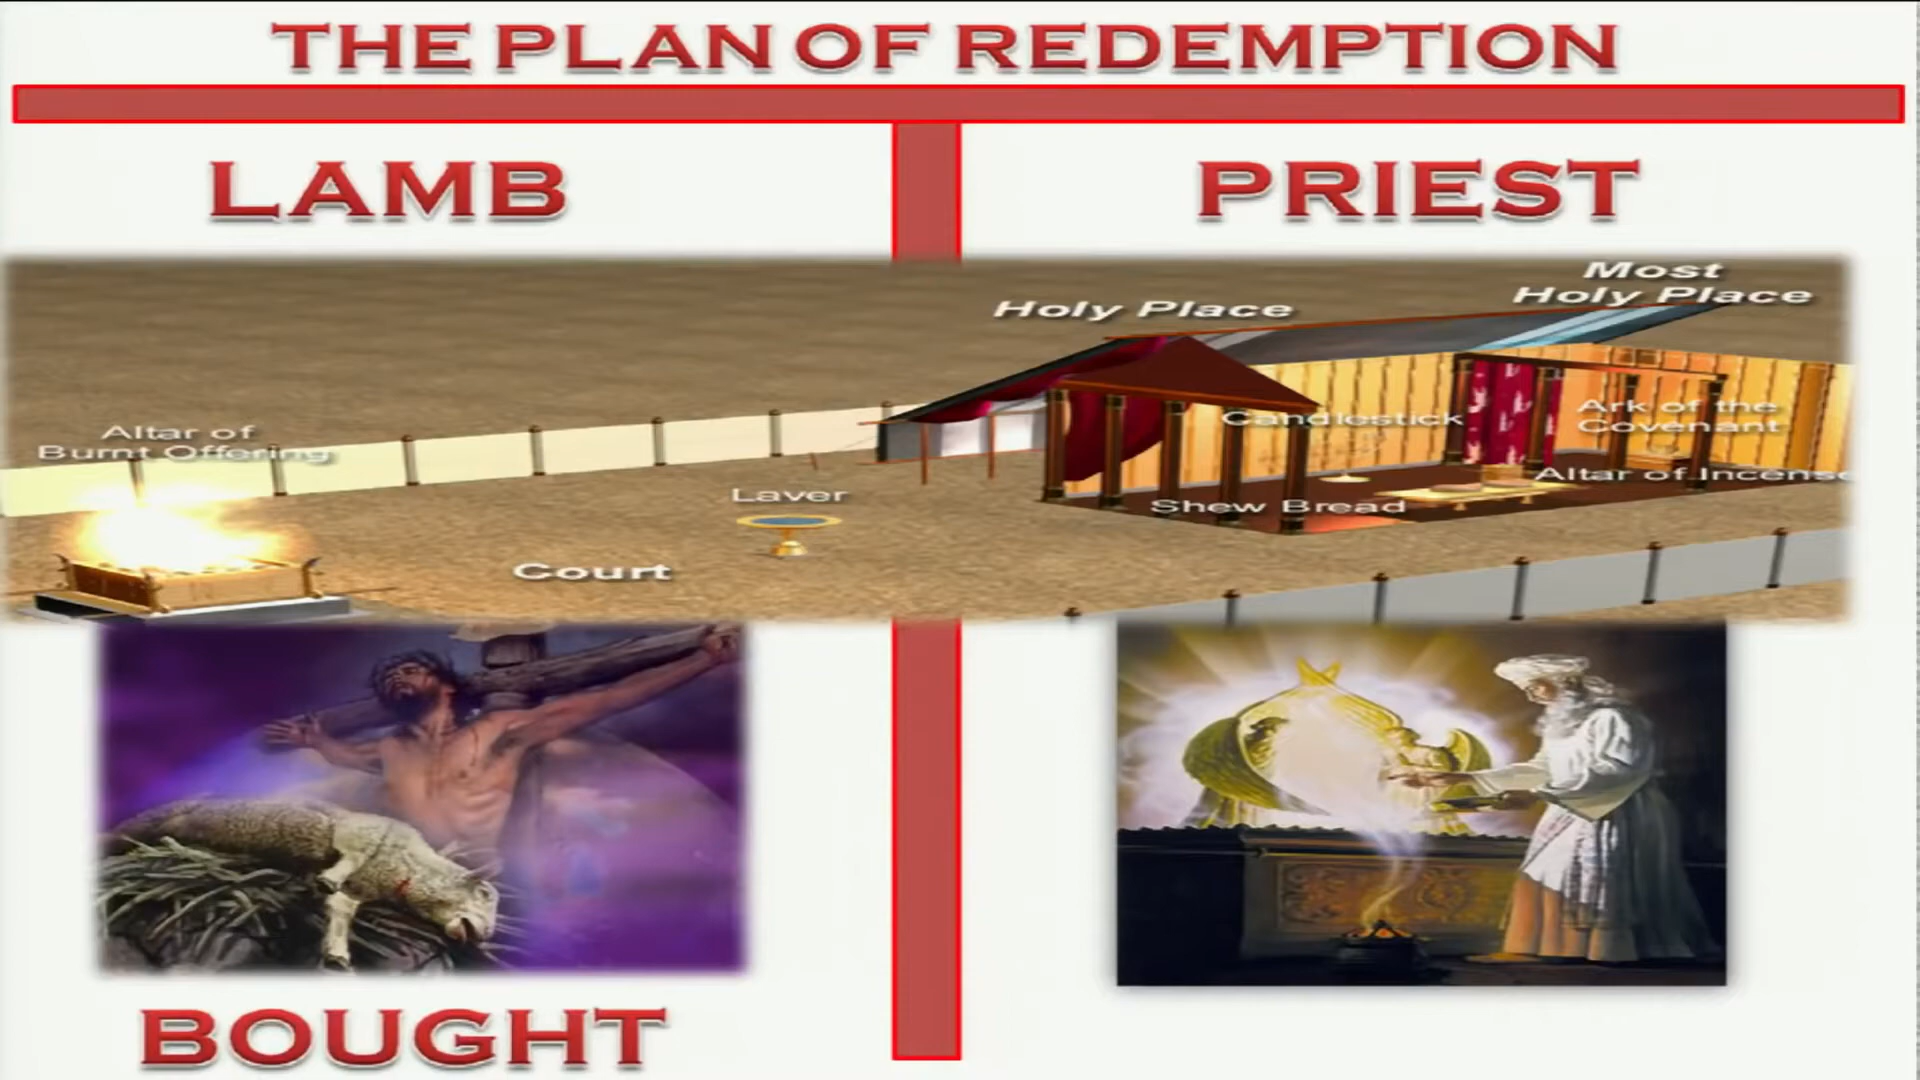 THE PLAN OF REDEMPTION
LAMB
PRIEST
Most
Holy Place
Holy Place
Altar of
Burnt Offering
Candlestick
Ark of the
Covenant
Altar of Incense
Laver
Shew Bread
Court
BOUGHT